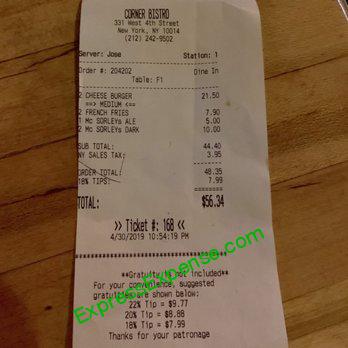 CORNER BISTRO
331 West 4th Street
New York, NY 10014
(212) 242-9502
Server: Jose Station: 1
Order #: 204202 Dine In
Table: F1
2 CHEESE BURGER 21.50
==> MEDIUM <==
2 FRENCH FRIES 7.90
1 Mc SORLEYs ALE 5.00
2 Mc SORLEYs DARK 10.00
SUB TOTAL: 44.40
NY SALES TAX: 3.95
ORDER TOTAL: 48.35
18% TIPS: 7.99
TOTAL: $56.34
>> Ticket #: 168 <<
4/30/2019 10:54:19 PM
**Gratuity is not included**
For your convenience, suggested
gratuities are shown below:
22% Tip = $9.77
20% Tip = $8.88
18% Tip = $7.99
Thanks for your patronage
ExpressExpense.com